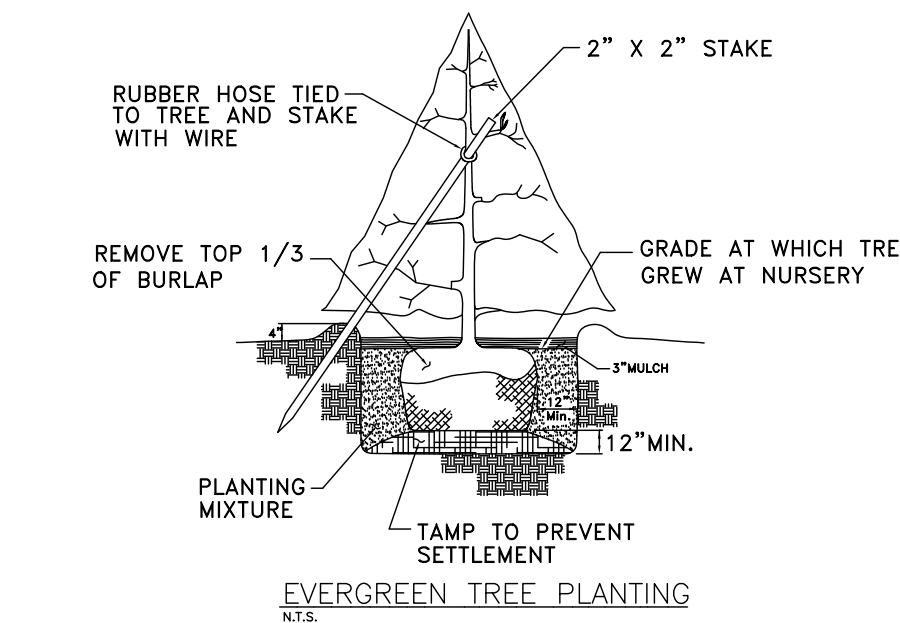 2” X 2” STAKE
RUBBER HOSE TIED
TO TREE AND STAKE
WITH WIRE
REMOVE TOP 1/3
OF BURLAP
GRADE AT WHICH TRE
GREW AT NURSERY
4"
3"MULCH
12"
Min.
12”MIN.
PLANTING
MIXTURE
TAMP TO PREVENT
SETTLEMENT
EVERGREEN TREE PLANTING
N.T.S.